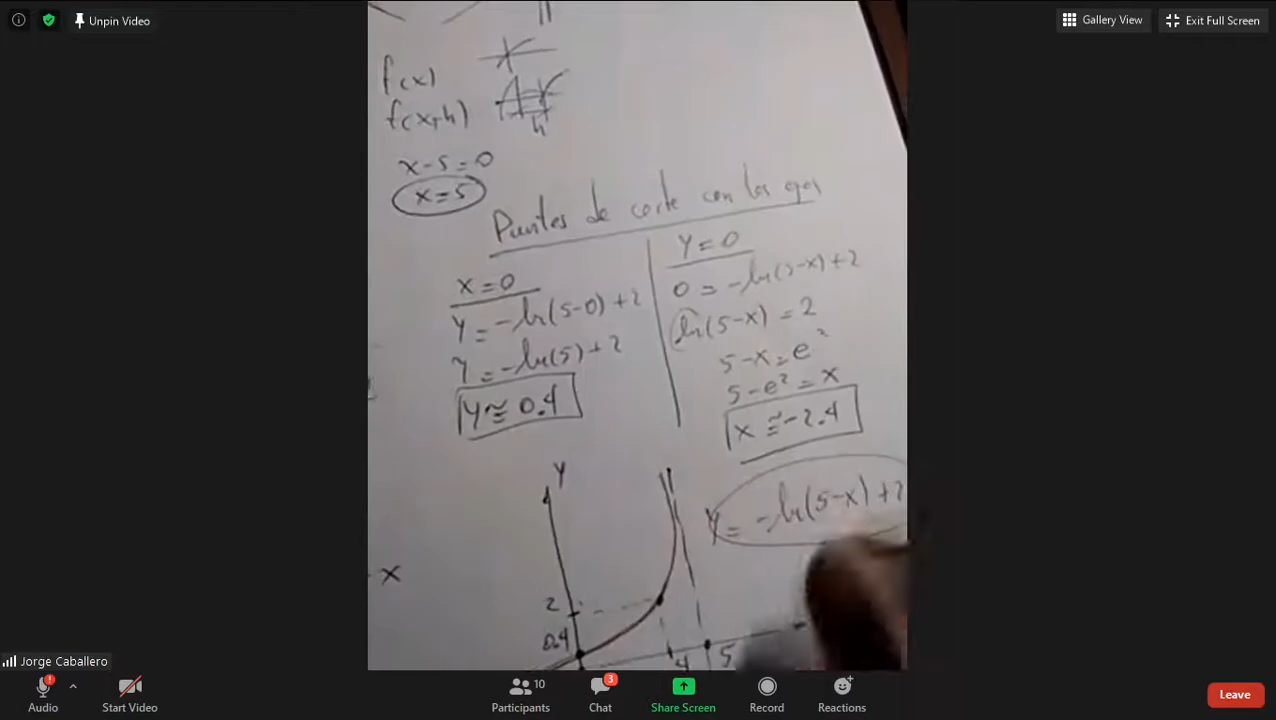 Unpin Video
Gallery View
Exit Full Screen
f(x)
f(x+h)
h
x-5=0
x=5
Puntos de corte con los ejes
x=0
y=-ln(5-0)+2
y=-ln(5)+2
y≅0.4
y=0
0=-ln(5-x)+2
ln(5-x)=2
5-x=e²
5-e²=x
x≅-2.4
y=-ln(5-x)+2
y
x
2
0.4
4
5
Jorge Caballero
Audio
Start Video
10
Participants
3
Chat
Share Screen
Record
Reactions
Leave